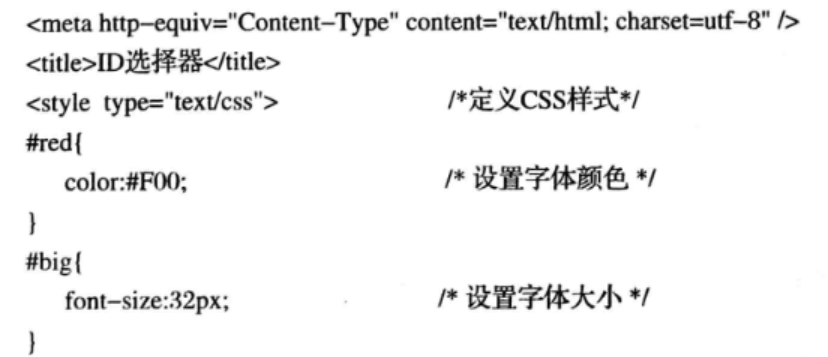 <meta http-equiv="Content-Type" content="text/html; charset=utf-8" />
<title>ID选择器</title>
<style type="text/css"> /*定义CSS样式*/
#red{
color:#F00; /* 设置字体颜色 */
}
#big{
font-size:32px; /* 设置字体大小 */
}